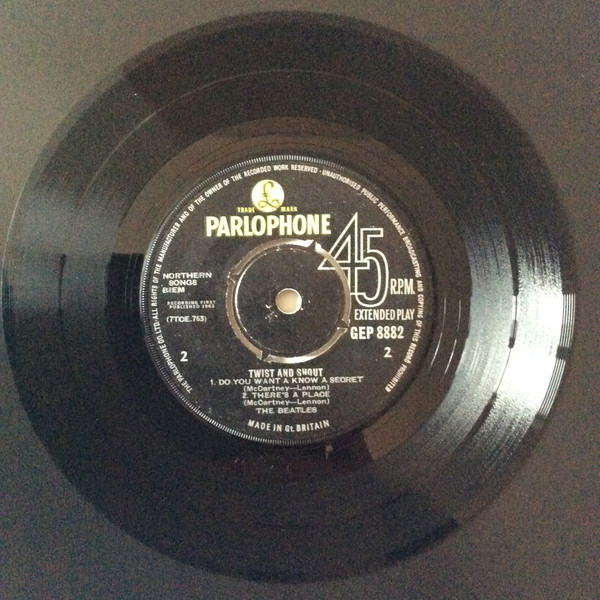 THE PARLOPHONE CO. LTD. ALL RIGHTS OF THE MANUFACTURER AND OF THE OWNER OF THE RECORDED WORK RESERVED · UNAUTHORISED PUBLIC PERFORMANCE BROADCASTING AND COPYING OF THIS RECORD PROHIBITED
£
TRADE MARK
PARLOPHONE
45
R.P.M.
EXTENDED PLAY
GEP 8882
NORTHERN
SONGS
BIEM
RECORDING FIRST
PUBLISHED 1963
(7TCE.763)
2
2
TWIST AND SHOUT
1. DO YOU WANT A KNOW A SECRET
(McCartney—Lennon)
2. THERE'S A PLACE
(McCartney—Lennon)
THE BEATLES
MADE IN Gt. BRITAIN